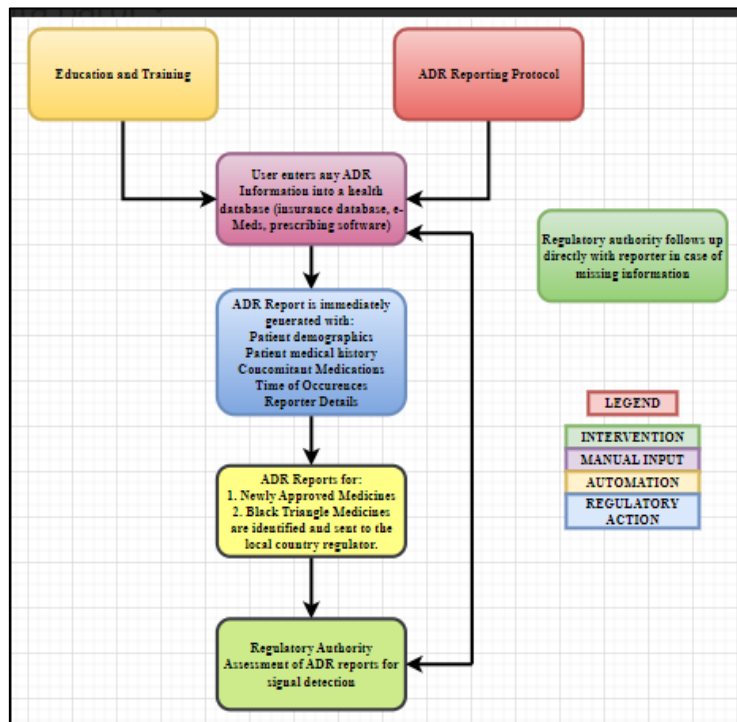 Education and Training
ADR Reporting Protocol
User enters any ADR
Information into a health
database (insurance database, e-
Meds, prescribing software)
Regulatory authority follows up
directly with reporter in case of
missing information
ADR Report is immediately
generated with:
Patient demographics
Patient medical history
Concomitant Medications
Time of Occurences
Reporter Details
LEGEND
INTERVENTION
MANUAL INPUT
AUTOMATION
REGULATORY
ACTION
ADR Reports for:
1. Newly Approved Medicines
2. Black Triangle Medicines
are identified and sent to the
local country regulator.
Regulatory Authority
Assessment of ADR reports for
signal detection